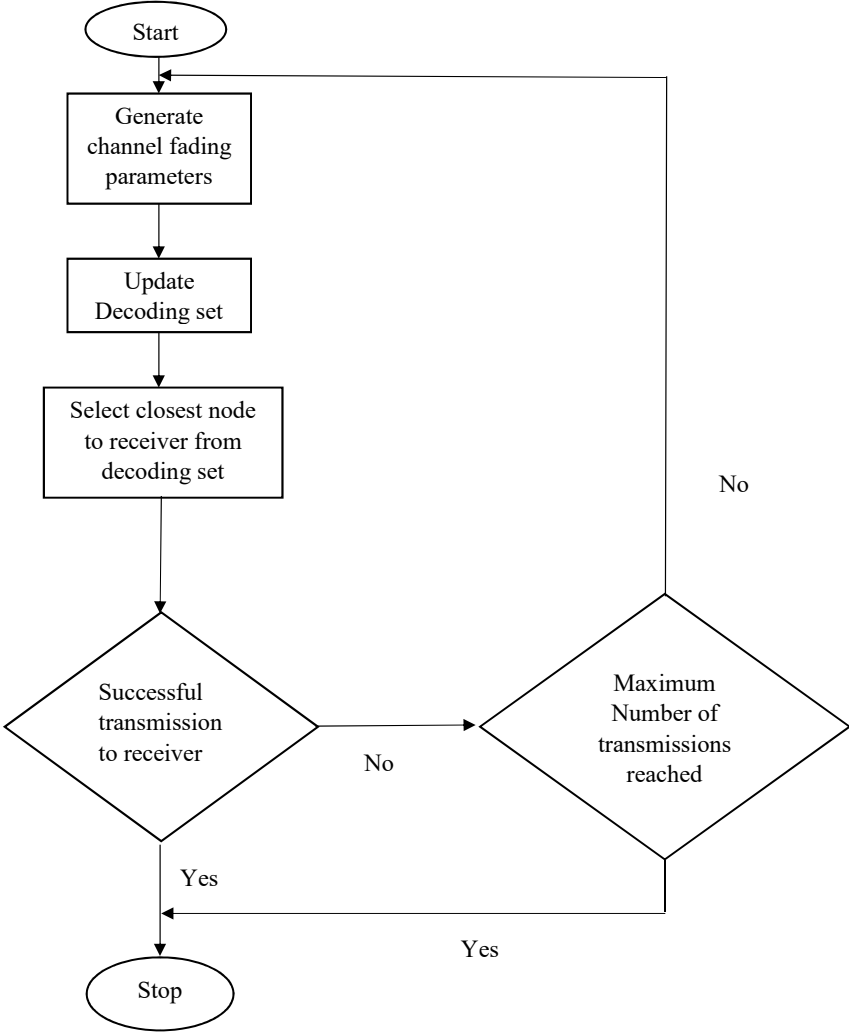 Start
Generate
channel fading
parameters
Update
Decoding set
Select closest node
to receiver from
decoding set
No
Successful
transmission
to receiver
No
Maximum
Number of
transmissions
reached
Yes
Yes
Stop